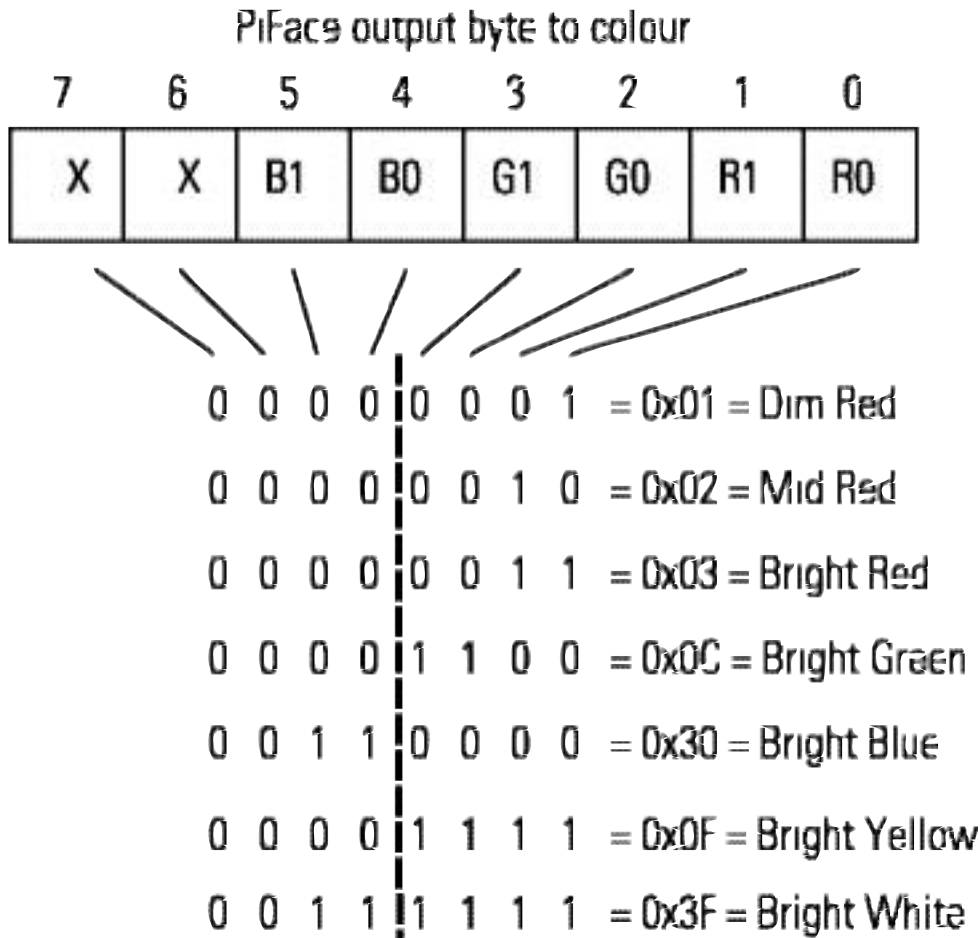 PiFace output byte to colour
7 6 5 4 3 2 1 0
X X B1 B0 G1 G0 R1 R0
0 0 0 0 0 0 0 1 = 0x01 = Dim Red
0 0 0 0 0 0 1 0 = 0x02 = Mid Red
0 0 0 0 0 0 1 1 = 0x03 = Bright Red
0 0 0 0 1 1 0 0 = 0x0C = Bright Green
0 0 1 1 0 0 0 0 = 0x30 = Bright Blue
0 0 0 0 1 1 1 1 = 0x0F = Bright Yellow
0 0 1 1 1 1 1 1 = 0x3F = Bright White